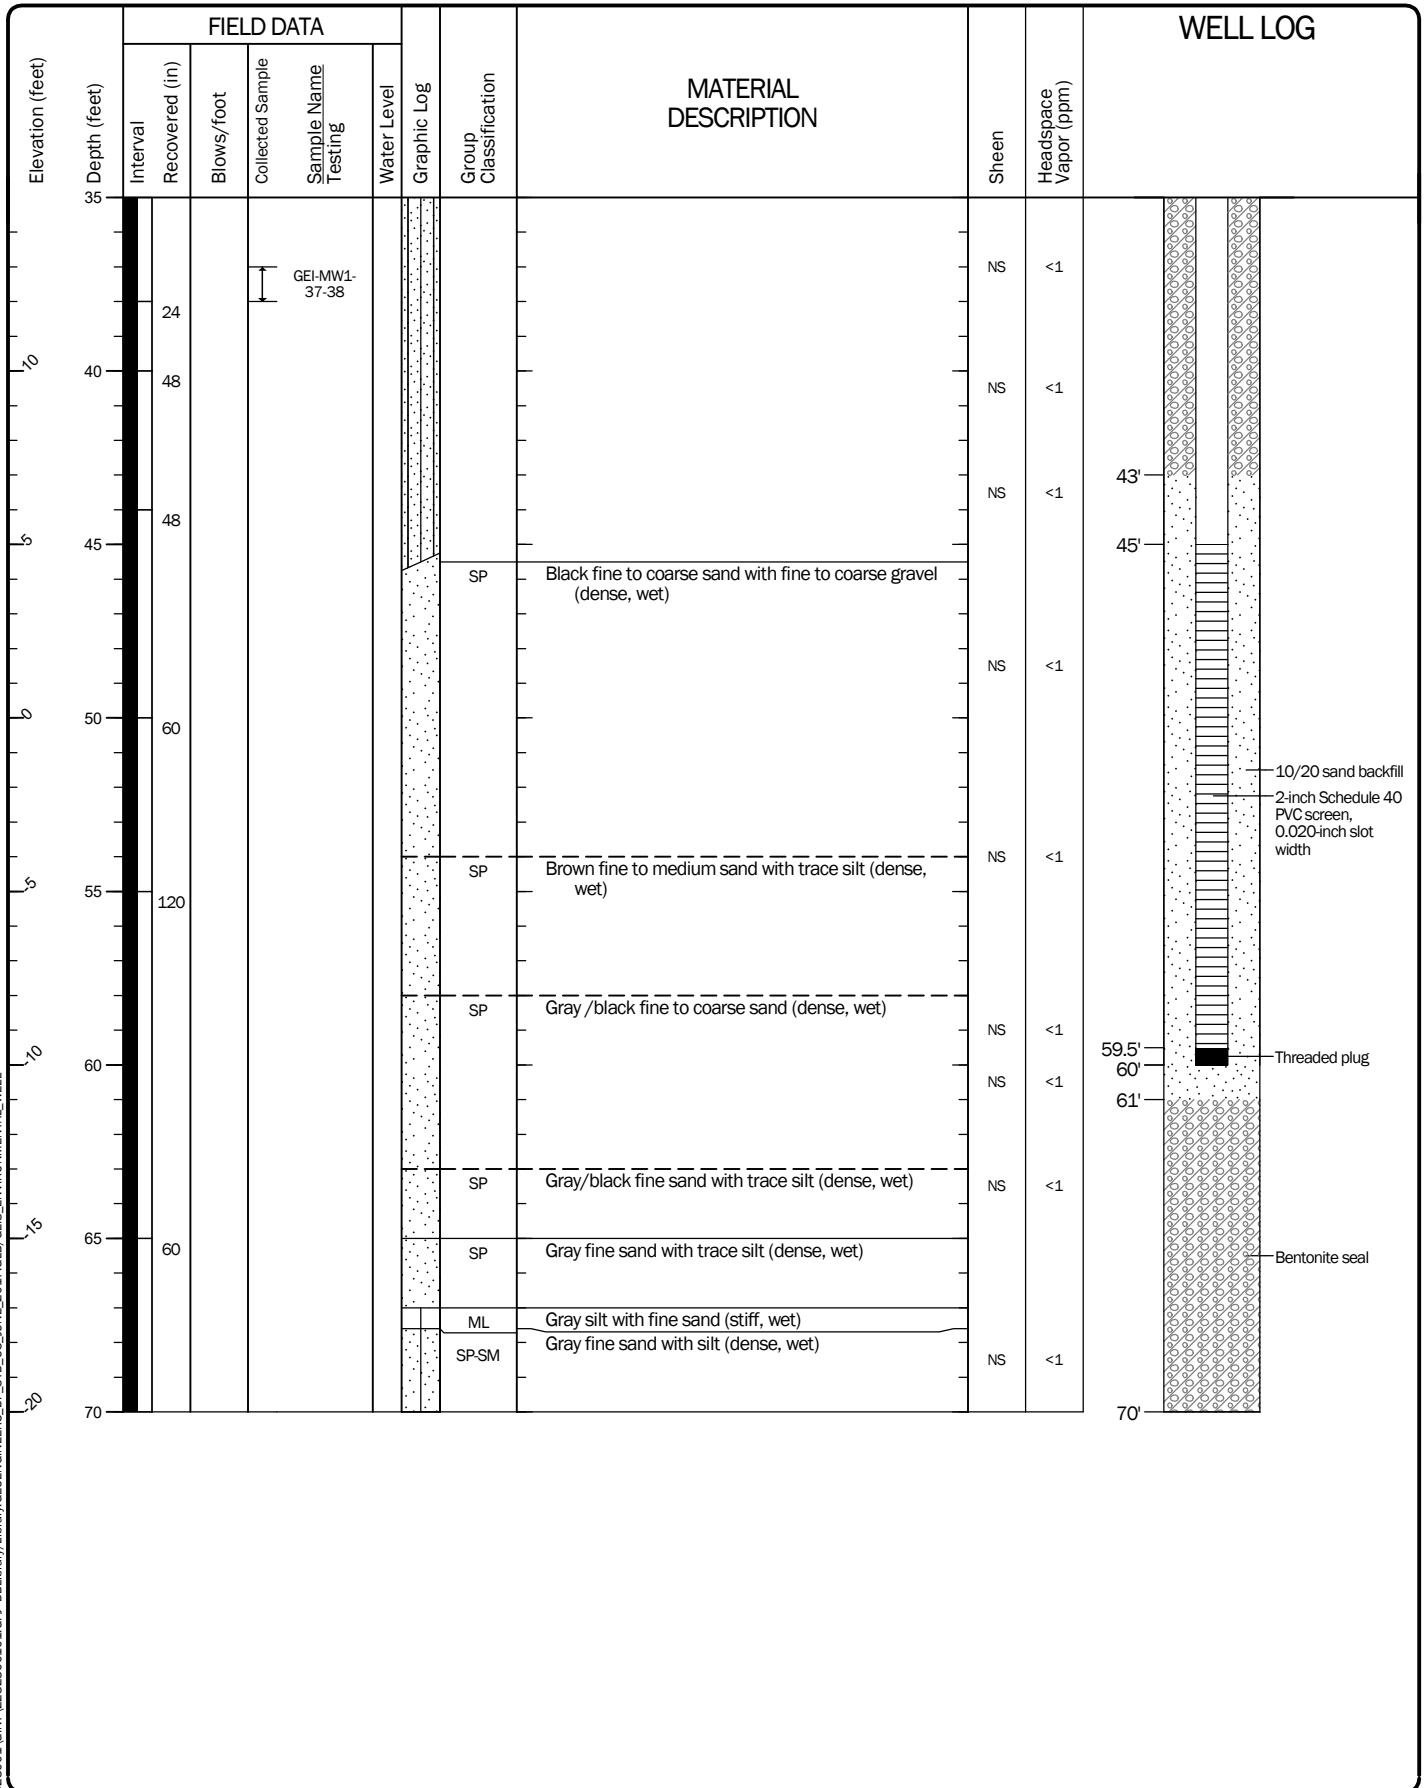 FIELD DATA
WELL LOG
Elevation (feet)
Depth (feet)
Interval
Recovered (in)
Blows/foot
Collected Sample
Sample Name
Testing
Water Level
Graphic Log
Group
Classification
MATERIAL
DESCRIPTION
Sheen
Headspace
Vapor (ppm)
35
GEI-MW1-
37-38
NS
<1
24
10
40
48
NS
<1
43'
NS
<1
48
5
45
45'
SP
Black fine to coarse sand with fine to coarse gravel
(dense, wet)
NS
<1
0
50
60
10/20 sand backfill
2-inch Schedule 40
PVC screen,
0.020-inch slot
width
NS
<1
SP
Brown fine to medium sand with trace silt (dense,
wet)
-5
55
120
SP
Gray /black fine to coarse sand (dense, wet)
NS
<1
59.5'
Threaded plug
-10
60
60'
NS
<1
61'
SP
Gray/black fine sand with trace silt (dense, wet)
NS
<1
-15
65
60
SP
Gray fine sand with trace silt (dense, wet)
Bentonite seal
ML
Gray silt with fine sand (stiff, wet)
Gray fine sand with silt (dense, wet)
SP-SM
NS
<1
-20
70
70'